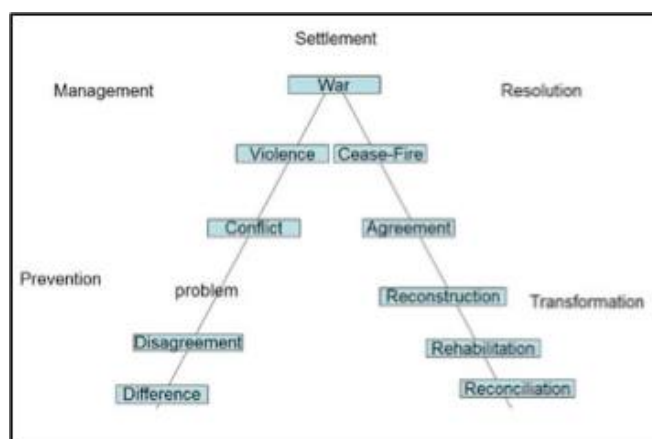 Settlement
War
Management
Resolution
Violence
Cease-Fire
Conflict
Agreement
Prevention
problem
Reconstruction
Transformation
Disagreement
Rehabilitation
Difference
Reconciliation